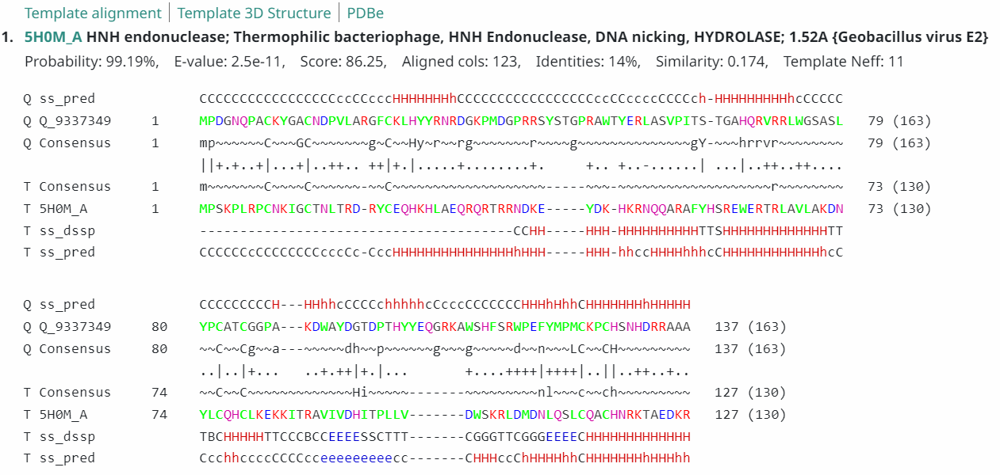 Template alignment | Template 3D Structure | PDBe
1. 5H0M_A HNH endonuclease; Thermophilic bacteriophage, HNH Endonuclease, DNA nicking, HYDROLASE; 1.52A {Geobacillus virus E2}
Probability: 99.19%, E-value: 2.5e-11, Score: 86.25, Aligned cols: 123, Identities: 14%, Similarity: 0.174, Template Neff: 11
Q ss_pred CCCCCCCCCCCCCCCCCccCCcccHHHHHHHhCCCCCCCCCCCCCCCCCccCCccccCCCCch-HHHHHHHHHhcCCCCC
Q Q_9337349 1 MPDGNQPACKYGACNDPVLARGFCKLHYYRNRDGKPMDGPRRSYSTGPRAWTYERLASVPITS-TGAHQRVRRLWGSASL 79 (163)
Q Consensus 1 mp~~~~~~C~~~GC~~~~~~~g~C~~Hy~r~~rg~~~~~~~r~~~~g~~~~~~~~~~~~~~gY-~~~hrrvr~~~~~~~~ 79 (163)
||+.+..+|...+|..++.. ++|+.|.....+........+.     +.. +..-......| ...|..++..++....
T Consensus 1 m~~~~~~~C~~~~C~~~~~~~-~~C~~~~~~~~~~~~~~~~~~~-----~~~-~~~~~~~~~~~~~~~~~~~r~~~~~~~~ 73 (130)
T 5H0M_A 1 MPSKPLRPCNKIGCTNLTRD-RYCEQHKHLAEQRQRTRRNDKE-----YDK-HKRNQQARAFYHSREWERTRLAVLAKDN 73 (130)
T ss_dssp ---------------------------------------CCHH-----HHH-HHHHHHHHHHTTSHHHHHHHHHHHHHTT
T ss_pred CCCCCCcCCCCCCCCcccCc-CccHHHHHHHHHHHHHHHhHHH-----HHH-hhccHHHHhhhcCHHHHHHHHHHHHhcC
Q ss_pred CCCCCCCCCH---HHhhcCCCCchhhhhcCcccCCCCCCCHHHhHhhCHHHHHHHhHHHHH
Q Q_9337349 80 YPCATCGGPA---KDWAYDGTDPTHYYEQGRKAWSHFSRWPEFYMPMCKPCHSNHDRRAAA 137 (163)
Q Consensus 80 ~~C~~Cg~~a---~~~~~dh~~p~~~~~~g~~~g~~~~~d~~n~~~LC~~CH~~~~~~~~~ 137 (163)
..|..|+...   ..+.++|+.|...       +....++++|++++|..||..++..+..
T Consensus 74 ~~C~~C~~~~~~~~~~~~~~Hi~~~~~-------~~~~~~~~~nl~~~c~~ch~~~~~~~~~ 127 (130)
T 5H0M_A 74 YLCQHCLKEKKITRAVIVDHITPLLV-------DWSKRLDMDNLQSLCQACHNRKTAEDKR 127 (130)
T ss_dssp TBCHHHHHTTCCCBCCEEEESSCTTT-------CGGGTTCGGGEEEECHHHHHHHHHHHHH
T ss_pred CcchhccccCCCCcceeeeeeeeecc-------CHHHccChHHHHhhCHHHHHHHhHHHhh